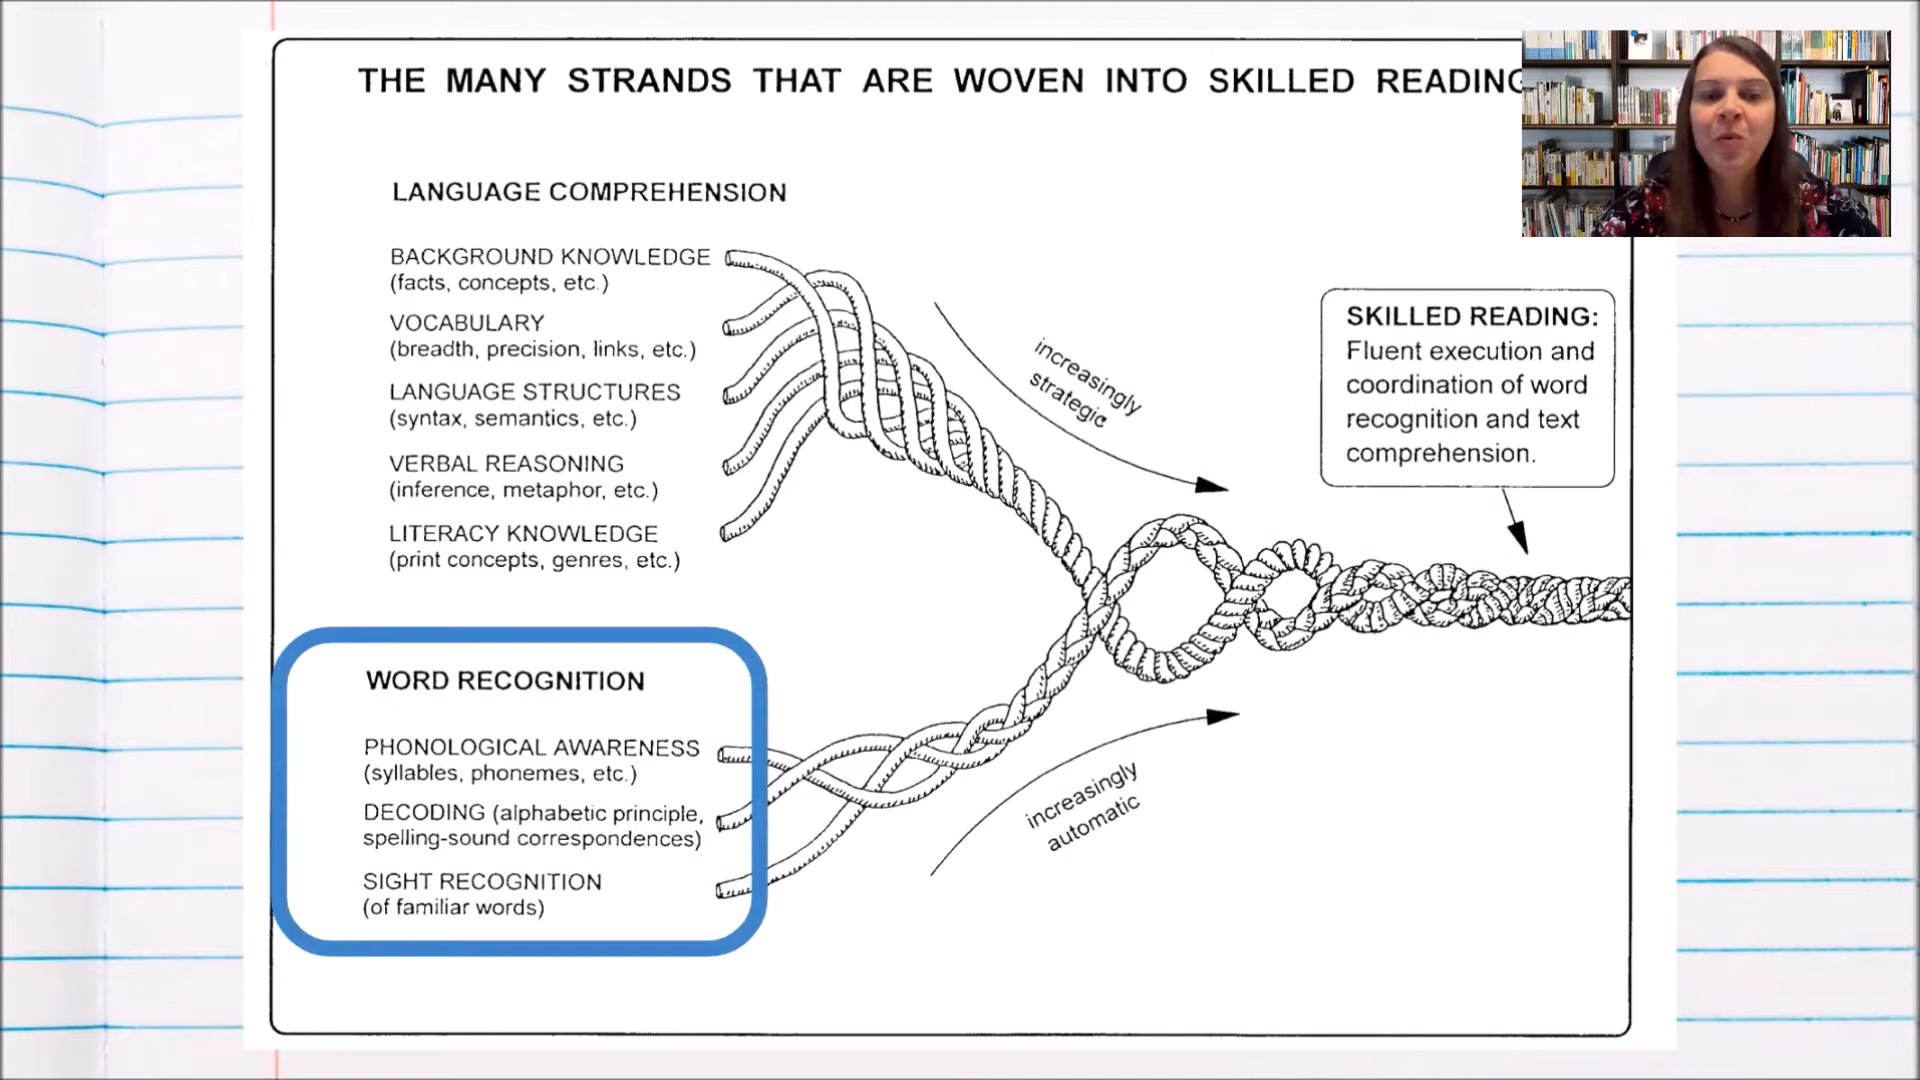 THE MANY STRANDS THAT ARE WOVEN INTO SKILLED READING
LANGUAGE COMPREHENSION
BACKGROUND KNOWLEDGE
(facts, concepts, etc.)
VOCABULARY
(breadth, precision, links, etc.)
LANGUAGE STRUCTURES
(syntax, semantics, etc.)
VERBAL REASONING
(inference, metaphor, etc.)
LITERACY KNOWLEDGE
(print concepts, genres, etc.)
increasingly
strategic
SKILLED READING:
Fluent execution and
coordination of word
recognition and text
comprehension.
WORD RECOGNITION
PHONOLOGICAL AWARENESS
(syllables, phonemes, etc.)
DECODING (alphabetic principle,
spelling-sound correspondences)
SIGHT RECOGNITION
(of familiar words)
increasingly
automatic